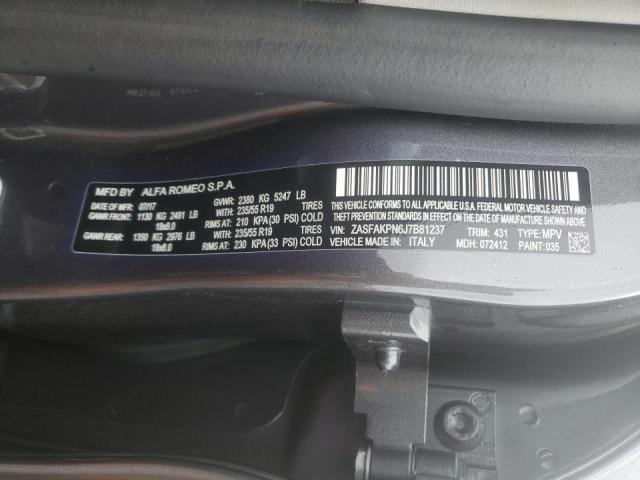 MFD BY ALFA ROMEO S.P.A.
DATE OF MFR: 07/17 GVWR: 2380 KG 5247 LB
GAWR FRONT: 1130 KG 2491 LB WITH: 235/55 R19 TIRES
19x8.0 RIMS AT: 210 KPA(30 PSI) COLD
GAWR REAR: 1350 KG 2976 LB WITH: 235/55 R19 TIRES
19x8.0 RIMS AT: 230 KPA(33 PSI) COLD
THIS VEHICLE CONFORMS TO ALL APPLICABLE U.S.A. FEDERAL MOTOR VEHICLE
SAFETY, BUMPER AND THEFT PREVENTION STANDARDS IN EFFECT ON
THE DATE OF MANUFACTURE SHOWN ABOVE.
VIN: ZASFAKPN6J7B81237 TRIM: 431 TYPE: MPV
VEHICLE MADE IN: ITALY MDH: 072412 PAINT: 035